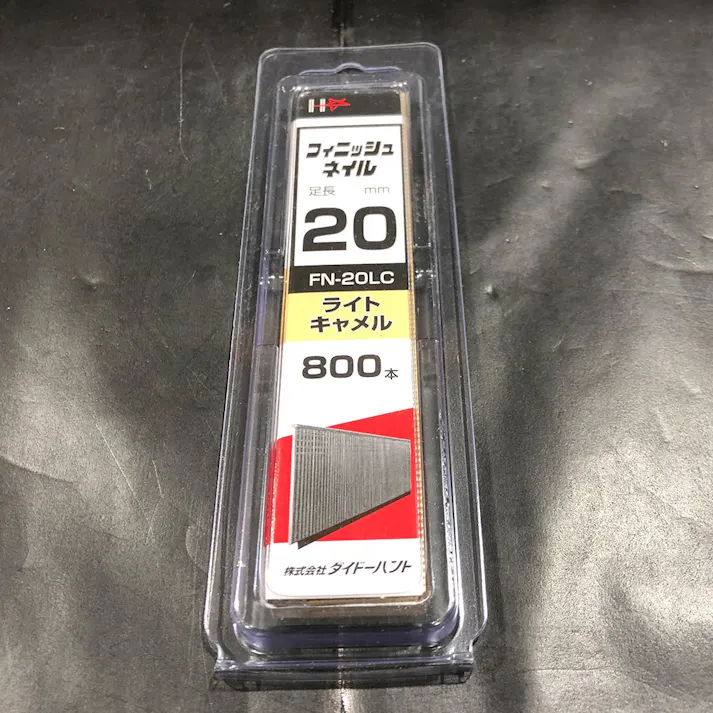 H
フィニッシュ
ネイル
足長 mm
20
FN-20LC
ライト
キャメル
800本
株式会社 ダイドーハント